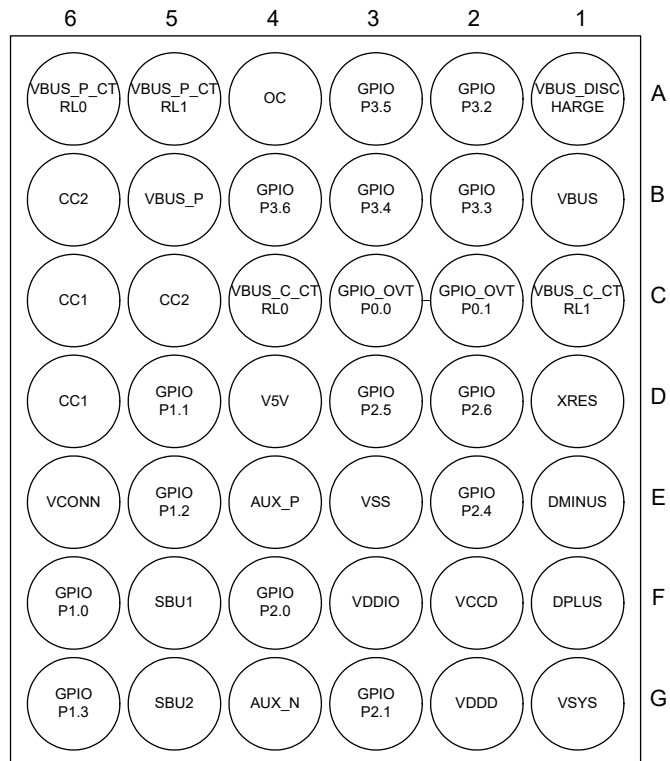 6 5 4 3 2 1
VBUS_P_CT
RL0
VBUS_P_CT
RL1
OC
GPIO
P3.5
GPIO
P3.2
VBUS_DISC
HARGE
A
CC2
VBUS_P
GPIO
P3.6
GPIO
P3.4
GPIO
P3.3
VBUS
B
CC1
CC2
VBUS_C_CT
RL0
GPIO_OVT
P0.0
GPIO_OVT
P0.1
VBUS_C_CT
RL1
C
CC1
GPIO
P1.1
V5V
GPIO
P2.5
GPIO
P2.6
XRES
D
VCONN
GPIO
P1.2
AUX_P
VSS
GPIO
P2.4
DMINUS
E
GPIO
P1.0
SBU1
GPIO
P2.0
VDDIO
VCCD
DPLUS
F
GPIO
P1.3
SBU2
AUX_N
GPIO
P2.1
VDDD
VSYS
G